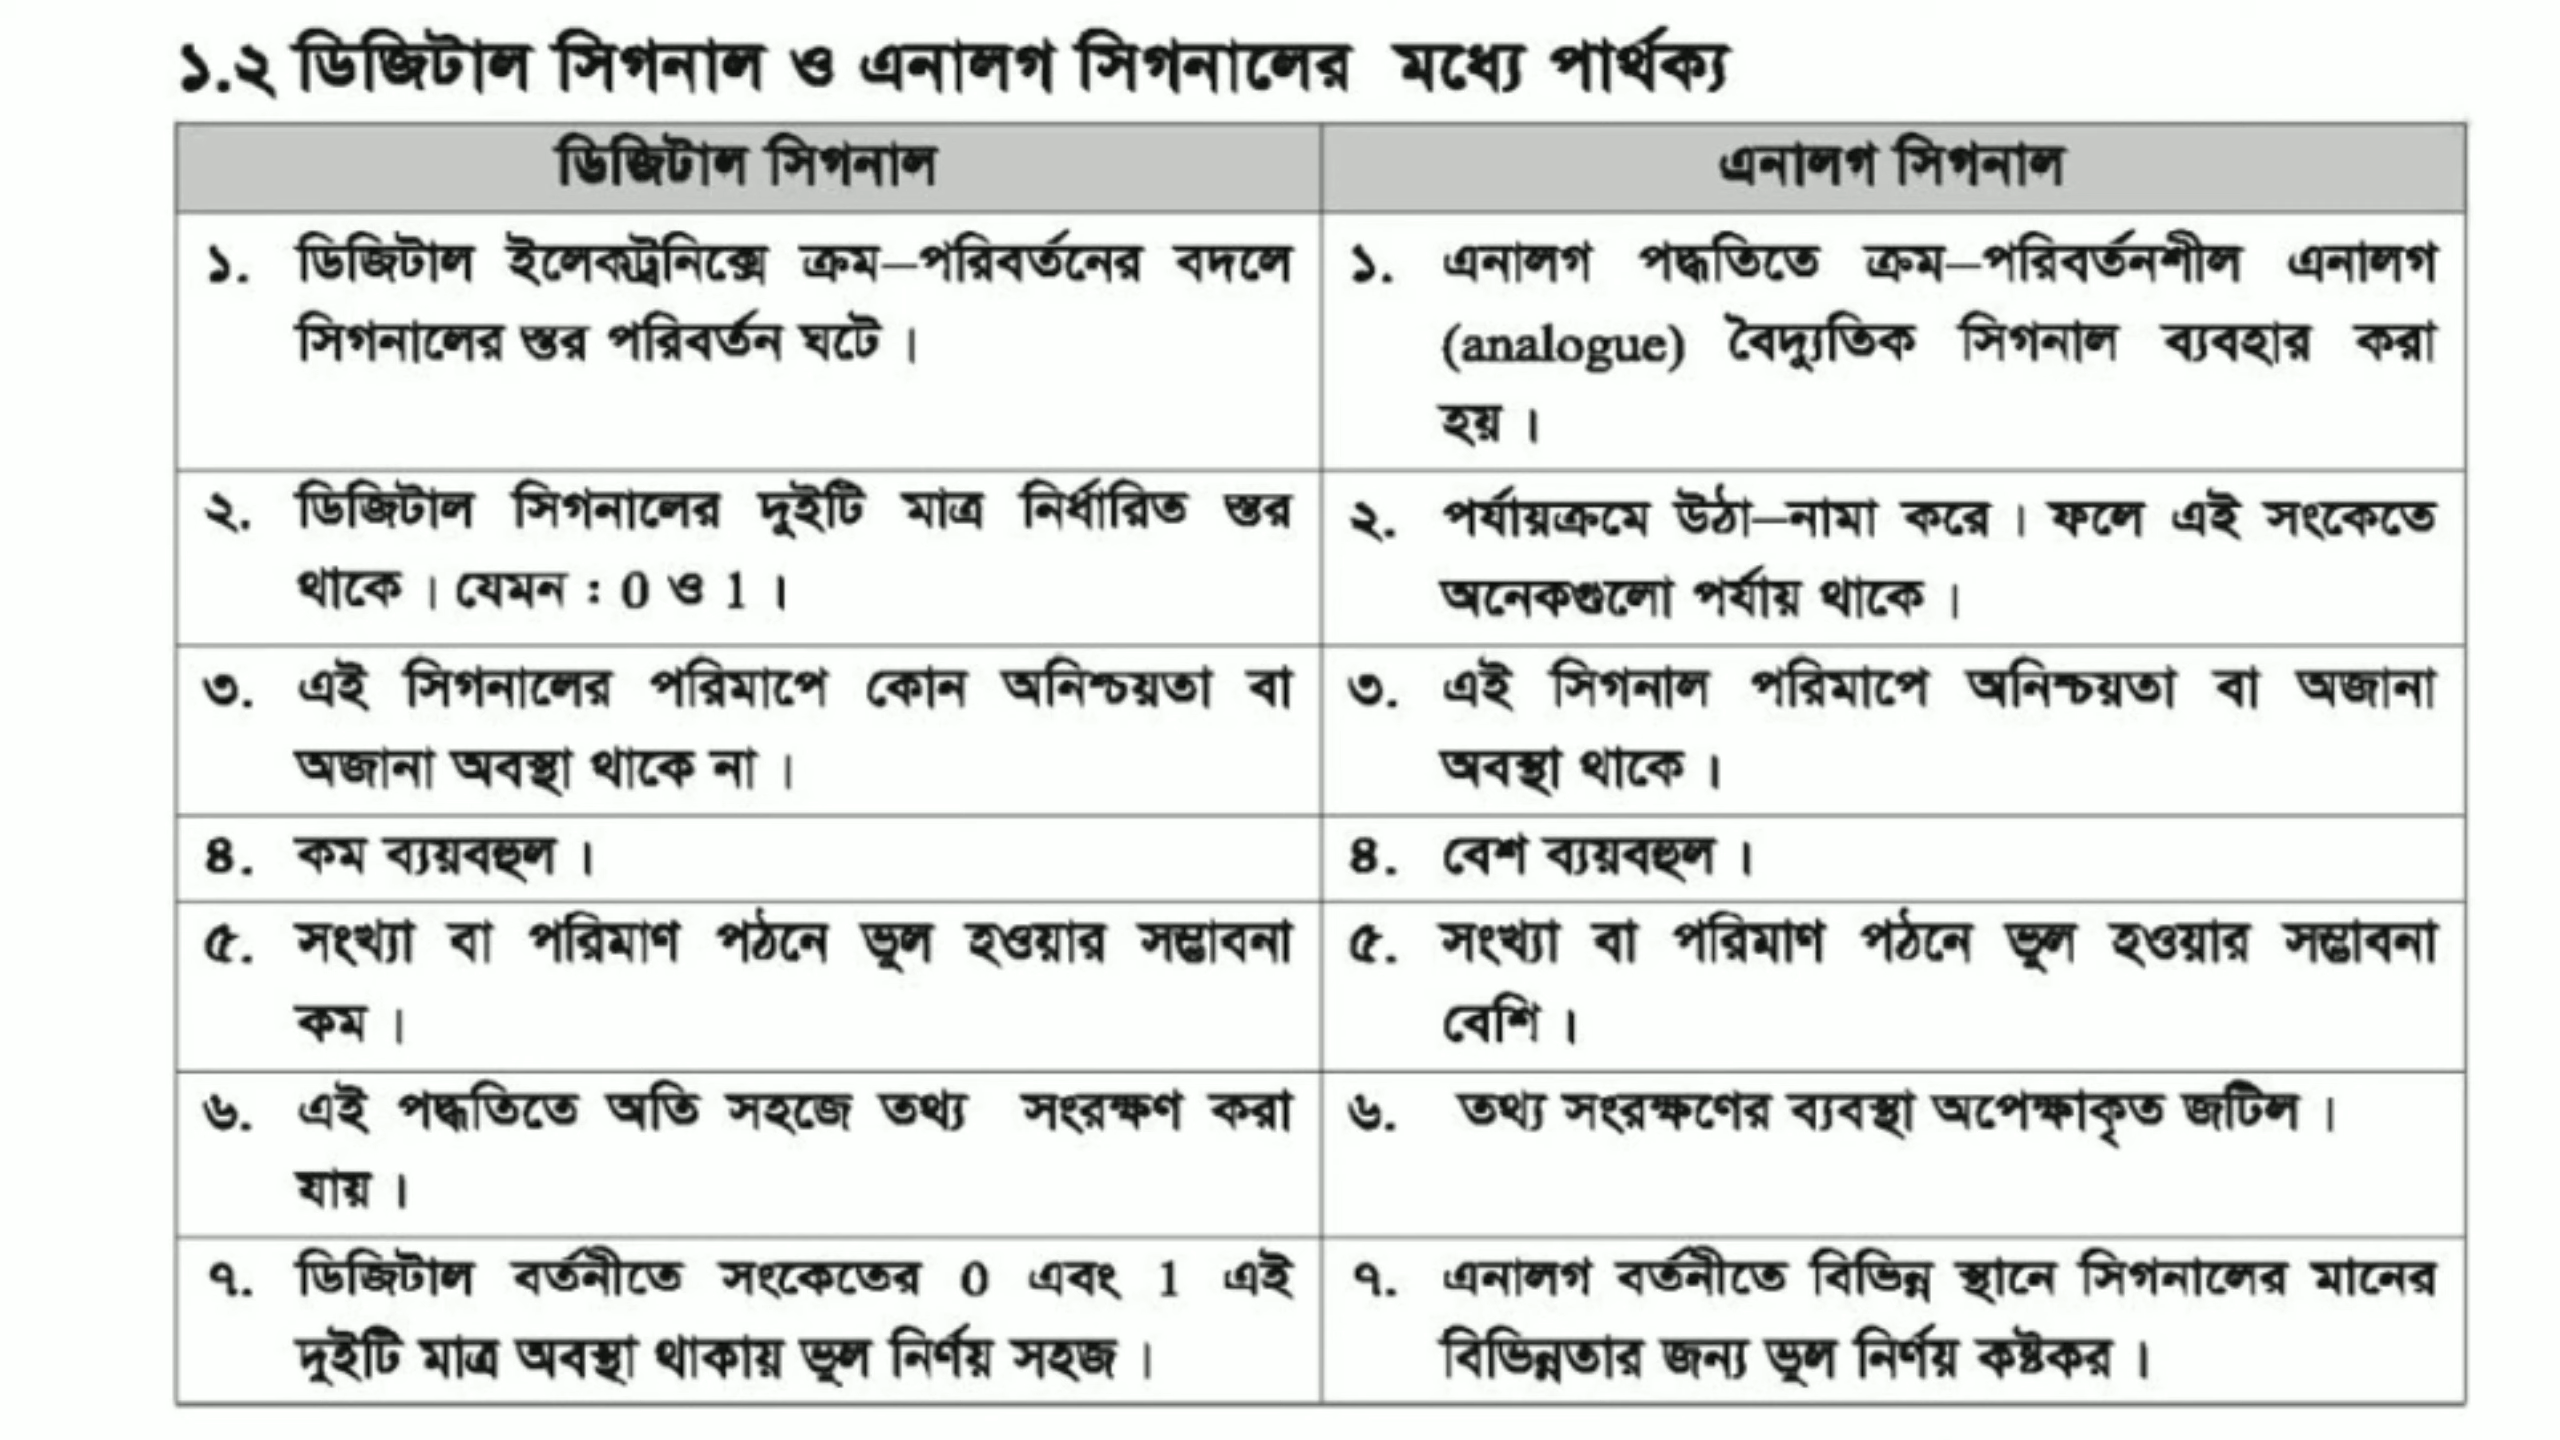 ১.২ ডিজিটাল সিগনাল ও এনালগ সিগনালের মধ্যে পার্থক্য
ডিজিটাল সিগনাল
এনালগ সিগনাল
১. ডিজিটাল ইলেকট্রনিক্সে ক্রম–পরিবর্তনের বদলে
সিগনালের স্তর পরিবর্তন ঘটে।
১. এনালগ পদ্ধতিতে ক্রম–পরিবর্তনশীল এনালগ
(analogue) বৈদ্যুতিক সিগনাল ব্যবহার করা
হয়।
২. ডিজিটাল সিগনালের দুইটি মাত্র নির্ধারিত স্তর
থাকে। যেমন : 0 ও 1।
২. পর্যায়ক্রমে উঠা–নামা করে। ফলে এই সংকেতে
অনেকগুলো পর্যায় থাকে।
৩. এই সিগনালের পরিমাপে কোন অনিশ্চয়তা বা
অজানা অবস্থা থাকে না।
৩. এই সিগনাল পরিমাপে অনিশ্চয়তা বা অজানা
অবস্থা থাকে।
৪. কম ব্যয়বহুল।
৪. বেশ ব্যয়বহুল।
৫. সংখ্যা বা পরিমাণ পঠনে ভুল হওয়ার সম্ভাবনা
কম।
৫. সংখ্যা বা পরিমাণ পঠনে ভুল হওয়ার সম্ভাবনা
বেশি।
৬. এই পদ্ধতিতে অতি সহজে তথ্য সংরক্ষণ করা
যায়।
৬. তথ্য সংরক্ষণের ব্যবস্থা অপেক্ষাকৃত জটিল।
৭. ডিজিটাল বর্তনীতে সংকেতের 0 এবং 1 এই
দুইটি মাত্র অবস্থা থাকায় ভুল নির্ণয় সহজ।
৭. এনালগ বর্তনীতে বিভিন্ন স্থানে সিগনালের মানের
বিভিন্নতার জন্য ভুল নির্ণয় কষ্টকর।